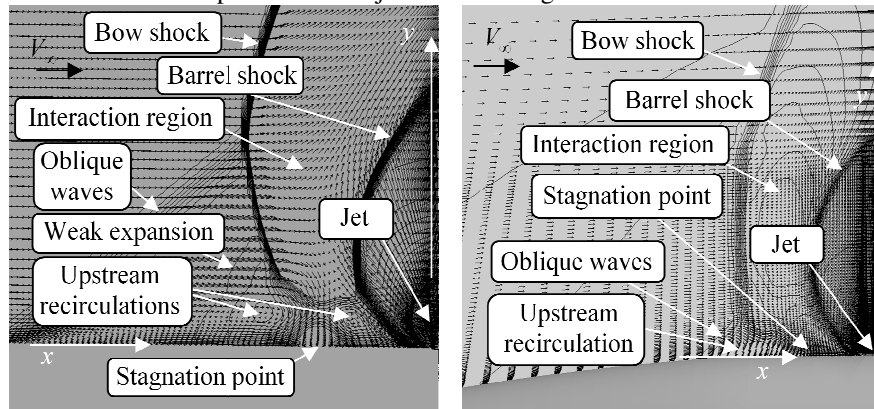 Bow shock
V∞
y
Barrel shock
Interaction region
Oblique
waves
Weak expansion
Jet
Upstream
recirculations
x
Stagnation point
Bow shock
V∞
Barrel shock
y
Interaction region
Stagnation point
Jet
Oblique waves
Upstream
recirculation
x